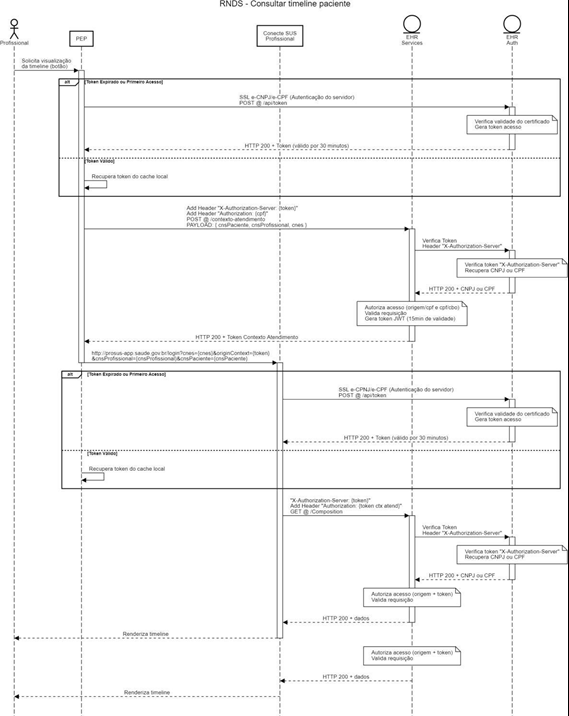 RNDS - Consultar timeline paciente
Profissional
PEP
Conecte SUS
Profissional
EHR
Services
EHR
Auth
Solicita visualização
da timeline (botão)
alt
[Token Expirado ou Primeiro Acesso]
SSL e-CNPJ/e-CPF (Autenticação do servidor)
POST @ /api/token
Verifica validade do certificado
Gera token acesso
HTTP 200 + Token (válido por 30 minutos)
[Token Válido]
Recupera token do cache local
Add Header "X-Authorization-Server: {token}"
Add Header "Authorization: {cpf}"
POST @ /contexto-atendimento
PAYLOAD: { cnsPaciente, cnsProfissional, cnes }
Verifica Token
Header "X-Authorization-Server"
Verifica token "X-Authorization-Server"
Recupera CNPJ ou CPF
HTTP 200 + CNPJ ou CPF
Autoriza acesso (origem/cpf e cpf/cbo)
Valida requisição
Gera token JWT (15min de validade)
HTTP 200 + Token Contexto Atendimento
http://prosus-app.saude.gov.br/login?cnes={cnes}&originContext={token}
&cnsProfissional={cnsProfissional}&cnsPaciente={cnsPaciente}
alt
[Token Expirado ou Primeiro Acesso]
SSL e-CPNJ/e-CPF (Autenticação do servidor)
POST @ /api/token
Verifica validade do certificado
Gera token acesso
HTTP 200 + Token (válido por 30 minutos)
[Token Válido]
Recupera token do cache local
"X-Authorization-Server: {token}"
Add Header "Authorization: {token ctx atend}"
GET @ /Composition
Verifica Token
Header "X-Authorization-Server"
Verifica token "X-Authorization-Server"
Recupera CNPJ ou CPF
HTTP 200 + CNPJ ou CPF
Autoriza acesso (origem + token)
Valida requisição
HTTP 200 + dados
Renderiza timeline
Autoriza acesso (origem + token)
Valida requisição
HTTP 200 + dados
Renderiza timeline